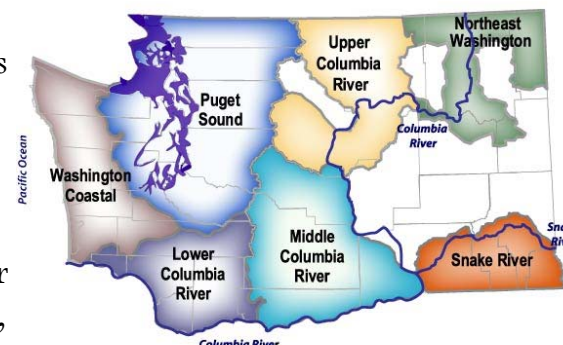 s
r
,
Northeast
Washington
Upper
Columbia
River
Puget
Sound
Columbia
River
Pacific Ocean
Washington
Coastal
Lower
Columbia
River
Middle
Columbia
River
Snake River
Columbia River